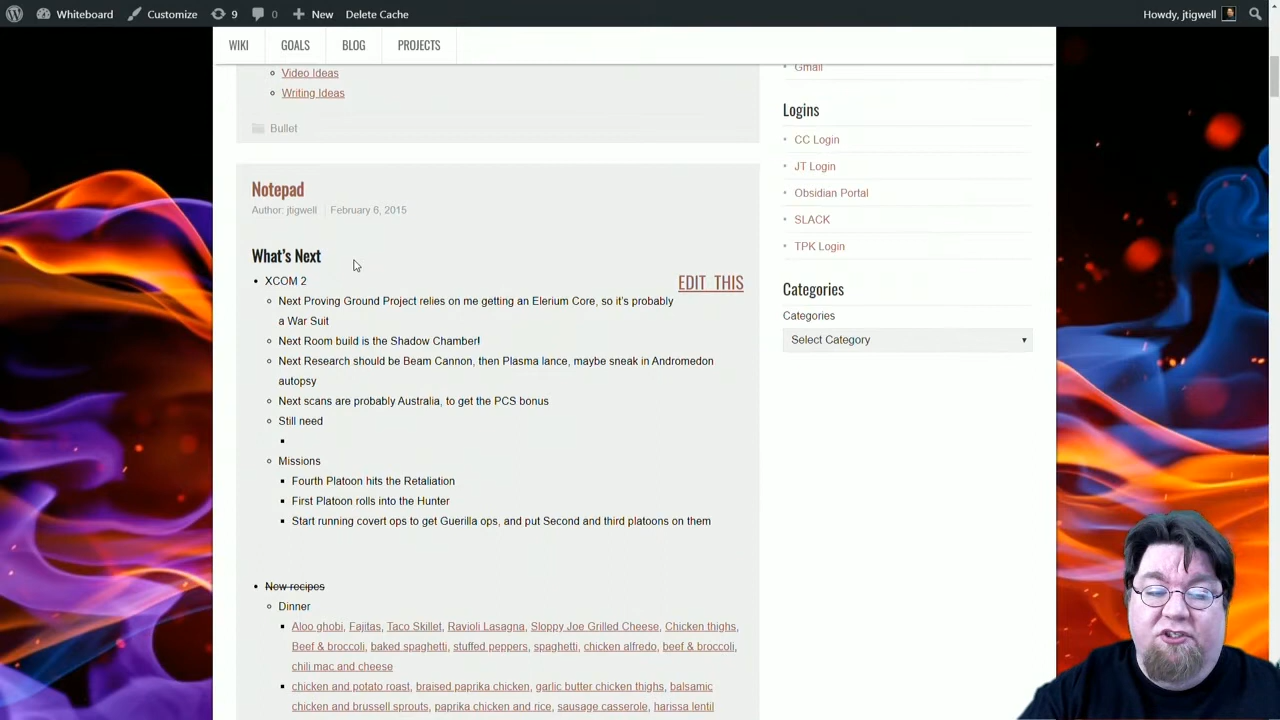 Whiteboard Customize 9 0 New Delete Cache Howdy, jtigwell
WIKI GOALS BLOG PROJECTS
Video Ideas
Writing Ideas
Bullet
Notepad
Author: jtigwell February 6, 2015
What's Next
EDIT THIS
XCOM 2
Next Proving Ground Project relies on me getting an Elerium Core, so it's probably
a War Suit
Next Room build is the Shadow Chamber!
Next Research should be Beam Cannon, then Plasma lance, maybe sneak in Andromedon
autopsy
Next scans are probably Australia, to get the PCS bonus
Still need
Missions
Fourth Platoon hits the Retaliation
First Platoon rolls into the Hunter
Start running covert ops to get Guerilla ops, and put Second and third platoons on them
New recipes
Dinner
Aloo ghobi, Fajitas, Taco Skillet, Ravioli Lasagna, Sloppy Joe Grilled Cheese, Chicken thighs,
Beef & broccoli, baked spaghetti, stuffed peppers, spaghetti, chicken alfredo, beef & broccoli,
chili mac and cheese
chicken and potato roast, braised paprika chicken, garlic butter chicken thighs, balsamic
chicken and brussell sprouts, paprika chicken and rice, sausage casserole, harissa lentil
Gmail
Logins
CC Login
JT Login
Obsidian Portal
SLACK
TPK Login
Categories
Categories
Select Category